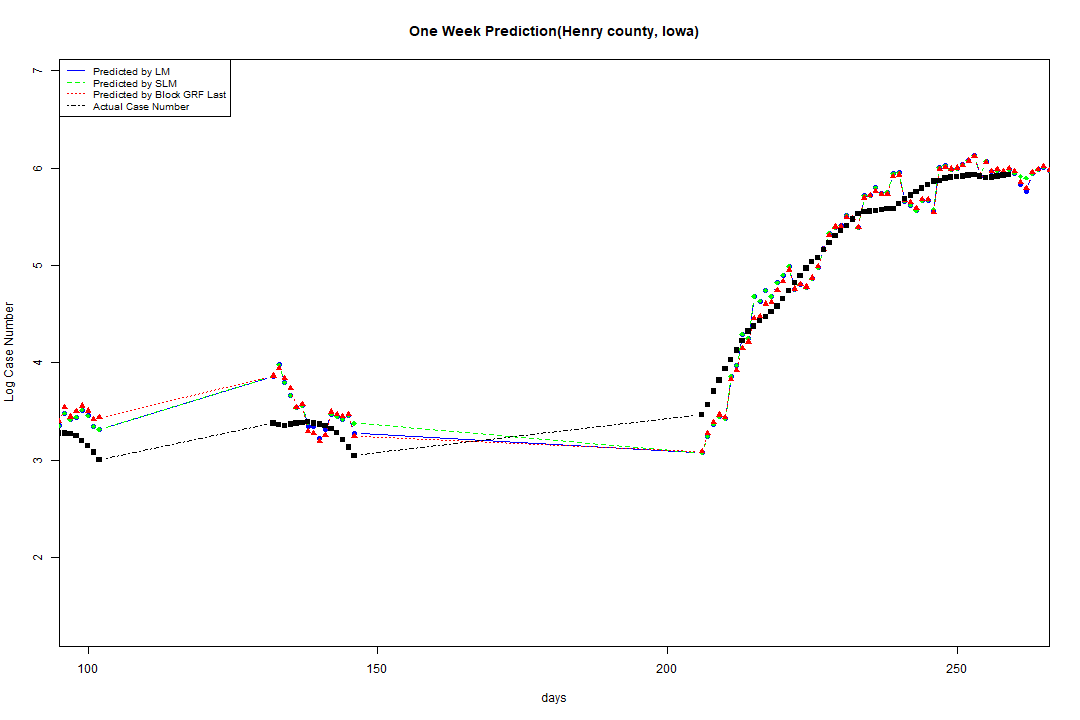 One Week Prediction(Henry county, Iowa)
Predicted by LM
Predicted by SLM
Predicted by Block GRF Last
Actual Case Number
7
6
5
4
3
2
Log Case Number
100 150 200 250
days